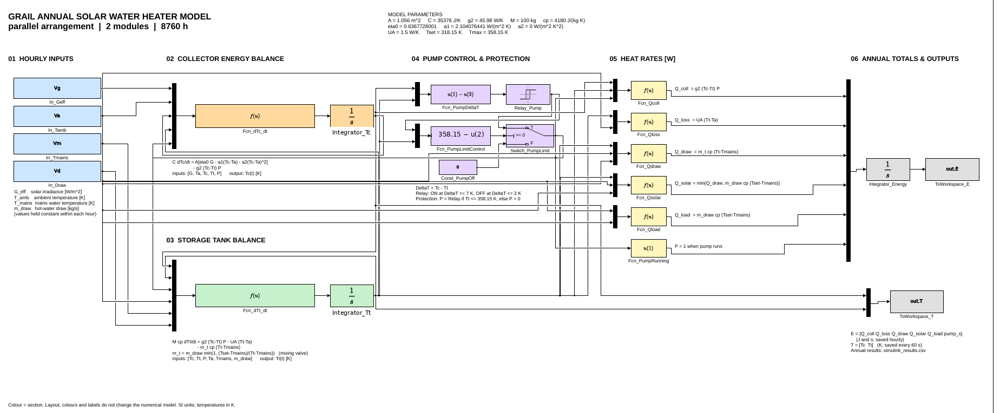 GRAIL ANNUAL SOLAR WATER HEATER MODEL
parallel arrangement | 2 modules | 8760 h
MODEL PARAMETERS
A = 1.056 m^2 C = 35376 J/K g2 = 45.98 W/K M = 100 kg cp = 4180 J/(kg K)
eta0 = 0.6367728001 a1 = 2.104076441 W/(m^2 K) a2 = 0 W/(m^2 K^2)
UA = 1.5 W/K Tset = 318.15 K Tmax = 358.15 K
01 HOURLY INPUTS
Vg
In_Geff
Va
In_Tamb
Vm
In_Tmains
Vd
In_Draw
G_eff solar irradiance [W/m^2]
T_amb ambient temperature [K]
T_mains mains water temperature [K]
m_draw hot-water draw [kg/s]
(values held constant within each hour)
02 COLLECTOR ENERGY BALANCE
f(u)
Fcn_dTc_dt
1
s
Integrator_Tc
C dTc/dt = A[eta0 G - a1(Tc-Ta) - a2(Tc-Ta)^2]
- g2 (Tc-Tt) P
inputs: [G, Ta, Tc, Tt, P] output: Tc(t) [K]
03 STORAGE TANK BALANCE
f(u)
Fcn_dTt_dt
1
s
Integrator_Tt
M cp dTt/dt = g2 (Tc-Tt) P - UA (Tt-Ta)
- m_t cp (Tt-Tmains)
m_t = m_draw min(1, (Tset-Tmains)/(Tt-Tmains)) (mixing valve)
inputs: [Tc, Tt, P, Ta, Tmains, m_draw] output: Tt(t) [K]
04 PUMP CONTROL & PROTECTION
u(1) − u(2)
Fcn_PumpDeltaT
Relay_Pump
358.15 − u(2)
Fcn_PumpLimitControl
T
>= 0
F
Switch_PumpLimit
0
Const_PumpOff
DeltaT = Tc - Tt
Relay: ON at DeltaT >= 7 K, OFF at DeltaT <= 2 K
Protection: P = Relay if Tt <= 358.15 K, else P = 0
05 HEAT RATES [W]
f(u)
Fcn_Qcoll
Q_coll = g2 (Tc-Tt) P
f(u)
Fcn_Qloss
Q_loss = UA (Tt-Ta)
f(u)
Fcn_Qdraw
Q_draw = m_t cp (Tt-Tmains)
f(u)
Fcn_Qsolar
Q_solar = min(Q_draw, m_draw cp (Tset-Tmains))
f(u)
Fcn_Qload
Q_load = m_draw cp (Tset-Tmains)
u(1)
Fcn_PumpRunning
P = 1 when pump runs
06 ANNUAL TOTALS & OUTPUTS
1
s
Integrator_Energy
out.E
ToWorkspace_E
out.T
ToWorkspace_T
E = [Q_coll Q_loss Q_draw Q_solar Q_load pump_s]
(J and s; saved hourly)
T = [Tc Tt] (K; saved every 60 s)
Annual results: simulink_results.csv
Colour = section. Layout, colours and labels do not change the numerical model. SI units; temperatures in K.